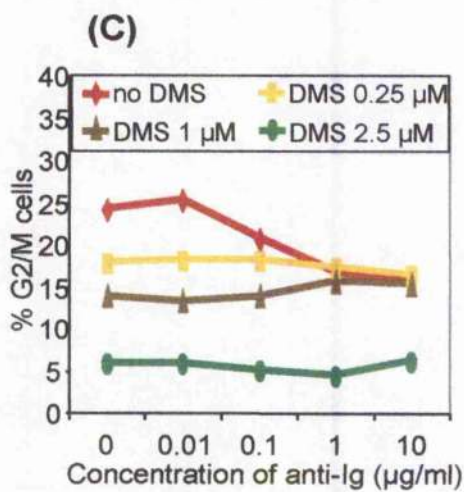 (C)
40
35
30
25
20
15
10
5
0
% G2/M cells
no DMS DMS 0.25 µM
DMS 1 µM DMS 2.5 µM
0 0.01 0.1 1 10
Concentration of anti-Ig (µg/ml)